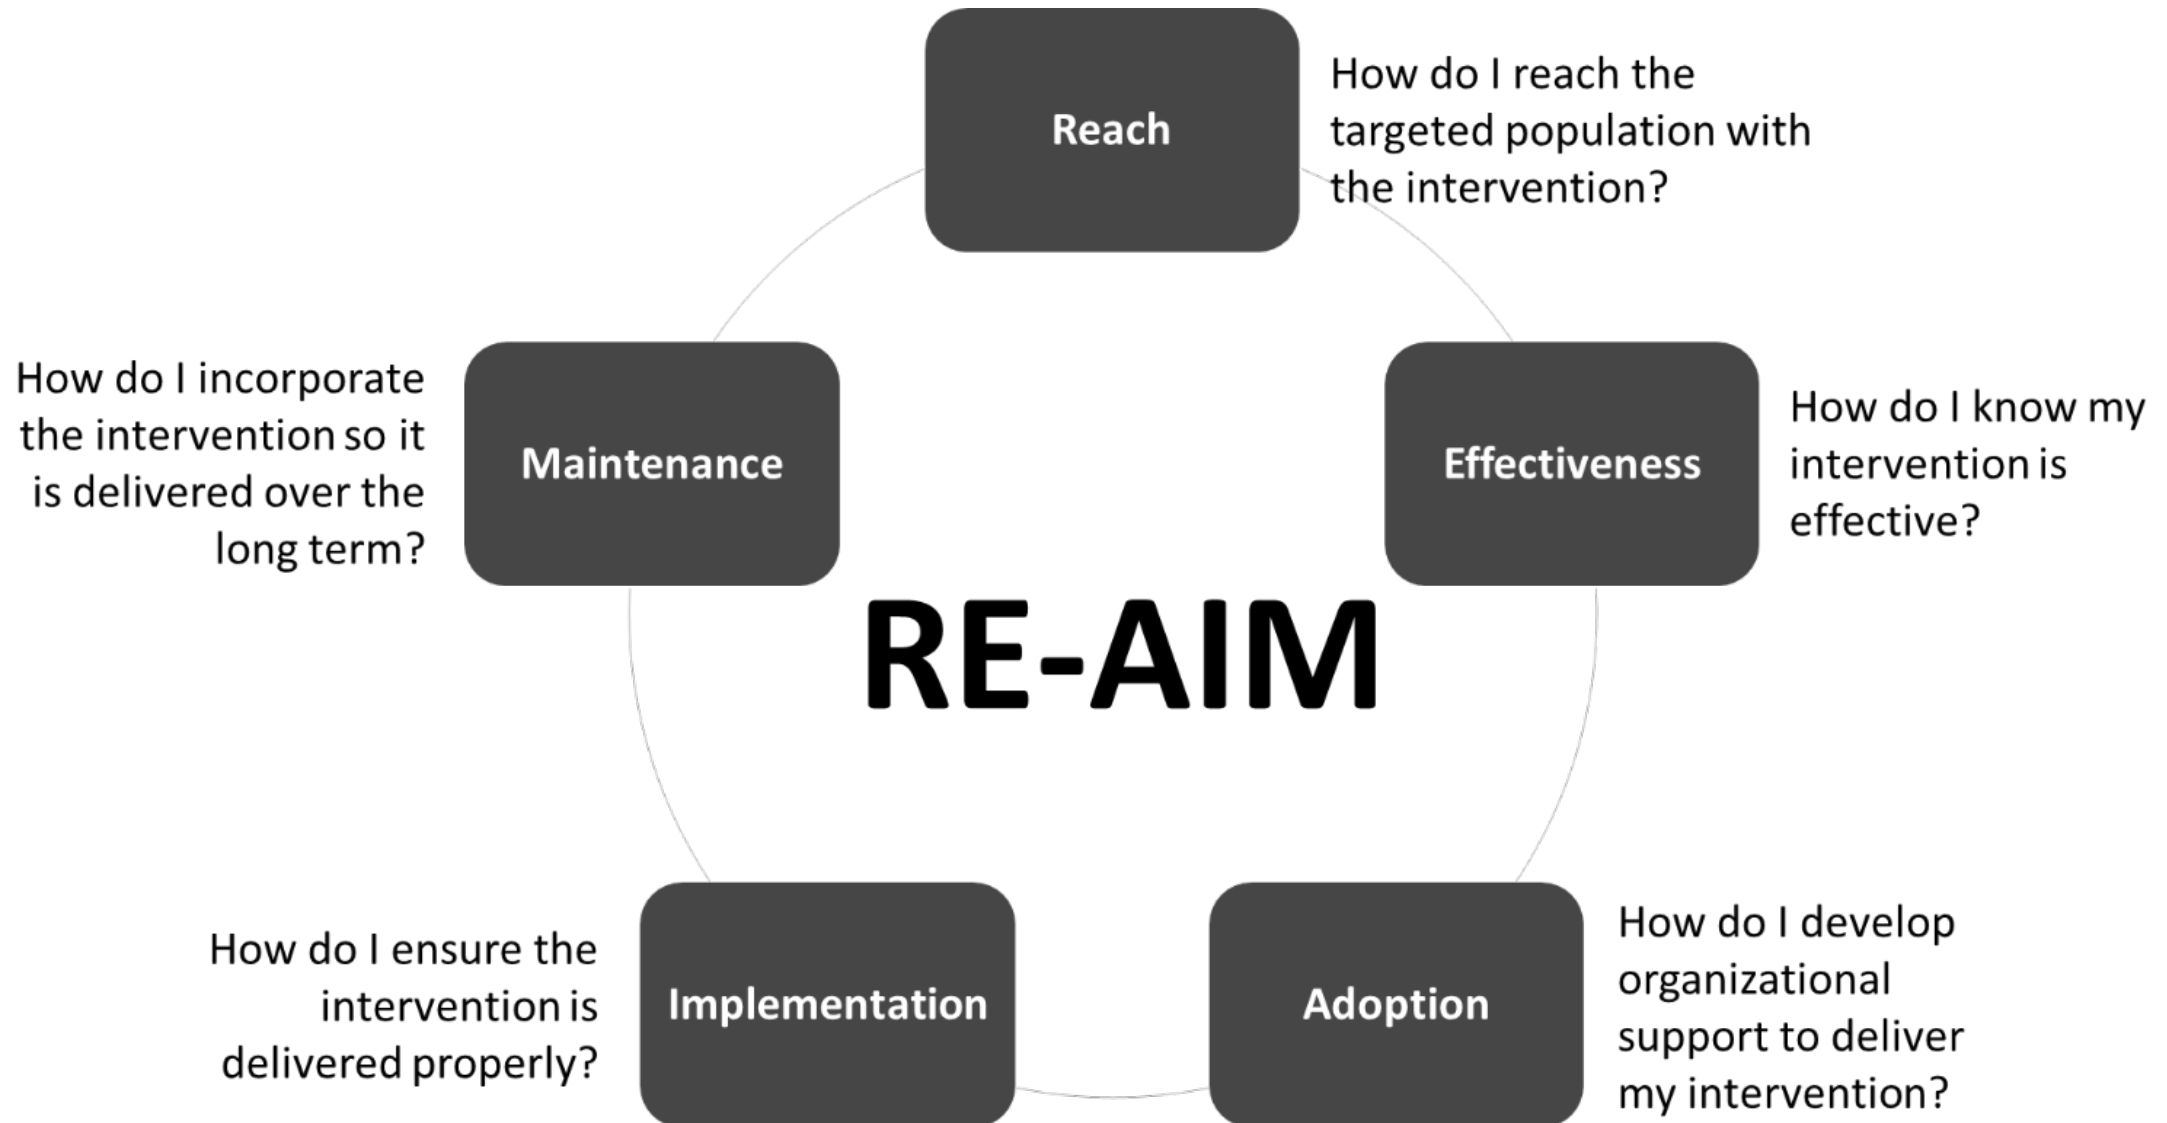 Reach
How do I reach the
targeted population with
the intervention?
Effectiveness
How do I know my
intervention is
effective?
Adoption
How do I develop
organizational
support to deliver
my intervention?
Implementation
How do I ensure the
intervention is
delivered properly?
Maintenance
How do I incorporate
the intervention so it
is delivered over the
long term?
RE-AIM